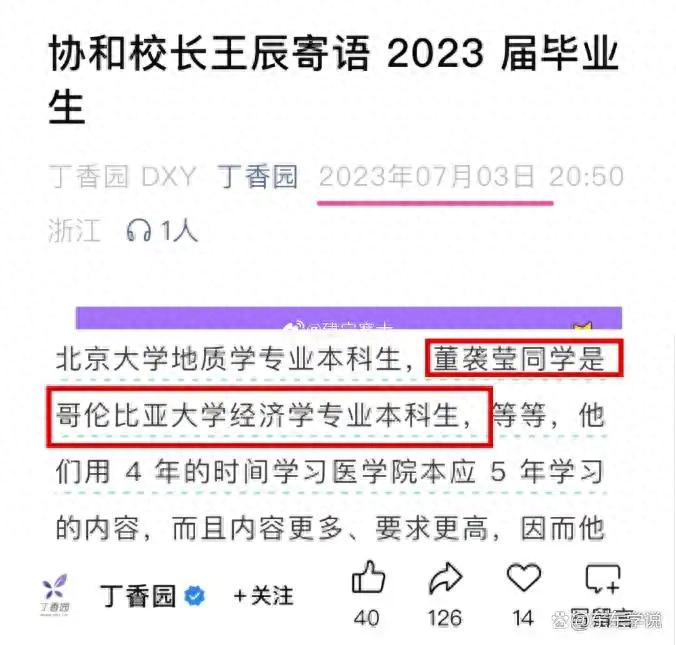 协和校长王辰寄语 2023 届毕业
生
丁香园 DXY 丁香园 2023年07月03日 20:50
浙江 1人
北京大学地质学专业本科生，董袭莹同学是
哥伦比亚大学经济学专业本科生，等等，他
们用 4 年的时间学习医学院本应 5 年学习
的内容，而且内容更多、要求更高，因而他
丁香园
丁香园 +关注
40 126 14 写留言